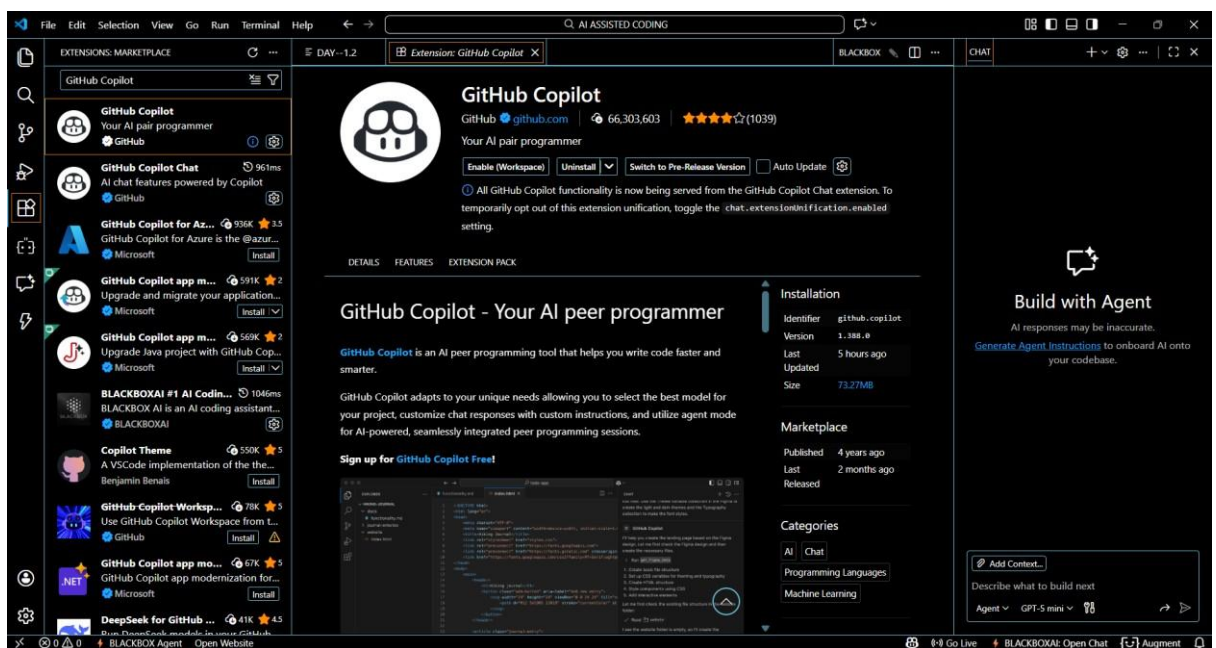 File Edit Selection View Go Run Terminal Help
AI ASSISTED CODING
EXTENSIONS: MARKETPLACE
GitHub Copilot
GitHub Copilot
Your AI pair programmer
GitHub
GitHub Copilot Chat 961ms
AI chat features powered by Copilot
GitHub
GitHub Copilot for Az... 936K 3.5
GitHub Copilot for Azure is the @azur...
Microsoft Install
GitHub Copilot app m... 591K 2
Upgrade and migrate your application...
Microsoft Install
GitHub Copilot app m... 569K 2
Upgrade Java project with GitHub Cop...
Microsoft Install
BLACKBOXAI #1 AI Codin... 1046ms
BLACKBOX AI is an AI coding assistant...
BLACKBOXAI
Copilot Theme 550K 5
A VSCode implementation of the the...
Benjamin Benais Install
GitHub Copilot Worksp... 78K 5
Use GitHub Copilot Workspace from t...
GitHub Install
.NET
GitHub Copilot app mo... 67K 5
GitHub Copilot app modernization for...
Microsoft Install
DeepSeek for GitHub ... 41K 4.5
Run DeepSeek models in your GitHub
DAY--1.2 Extension: GitHub Copilot BLACKBOX
GitHub Copilot
GitHub github.com 66,303,603 (1039)
Your AI pair programmer
Enable (Workspace) Uninstall Switch to Pre-Release Version Auto Update
All GitHub Copilot functionality is now being served from the GitHub Copilot Chat extension. To
temporarily opt out of this extension unification, toggle the chat.extensionUnification.enabled
setting.
DETAILS FEATURES EXTENSION PACK
GitHub Copilot - Your AI peer programmer
GitHub Copilot is an AI peer programming tool that helps you write code faster and
smarter.
GitHub Copilot adapts to your unique needs allowing you to select the best model for
your project, customize chat responses with custom instructions, and utilize agent mode
for AI-powered, seamlessly integrated peer programming sessions.
Sign up for GitHub Copilot Free!
Installation
Identifier github.copilot
Version 1.388.0
Last Updated 5 hours ago
Size 73.27MB
Marketplace
Published 4 years ago
Last Released 2 months ago
Categories
AI Chat
Programming Languages
Machine Learning
CHAT
Build with Agent
AI responses may be inaccurate.
Generate Agent Instructions to onboard AI onto
your codebase.
Add Context...
Describe what to build next
Agent GPT-5 mini
0 0 BLACKBOX Agent Open Website Go Live BLACKBOXAI: Open Chat Augment